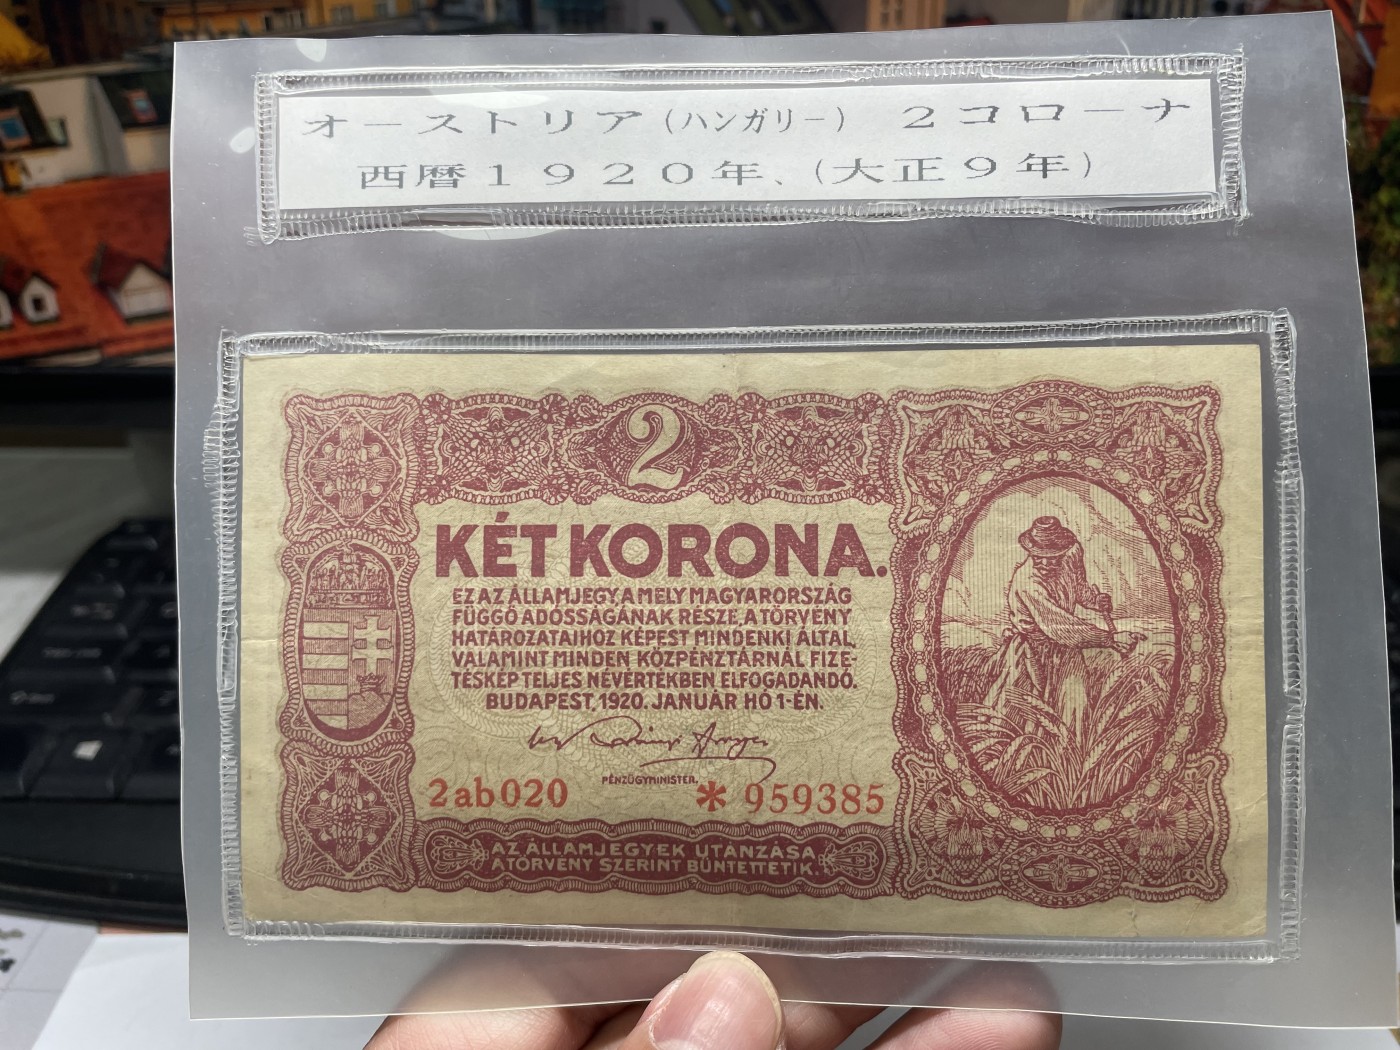 オーストリア（ハンガリー） 2コローナ
西暦1920年、（大正9年）
2
KÉT KORONA.
EZ AZ ÁLLAMJEGY, A MELY MAGYARORSZÁG
FÜGGŐ ADÓSSÁGÁNAK RÉSZE, A TÖRVÉNY
HATÁROZATAIHOZ KÉPEST MINDENKI ÁLTAL,
VALAMINT MINDEN KÖZPÉNZTÁRNÁL FIZE-
TÉSKÉP TELJES NÉVÉRTÉKBEN ELFOGADANDÓ.
BUDAPEST, 1920. JANUÁR HÓ 1-ÉN.
PÉNZÜGYMINISTER.
2ab020 * 959385
AZ ÁLLAMJEGYEK UTÁNZÁSA
A TÖRVÉNY SZERINT BÜNTETTETIK.